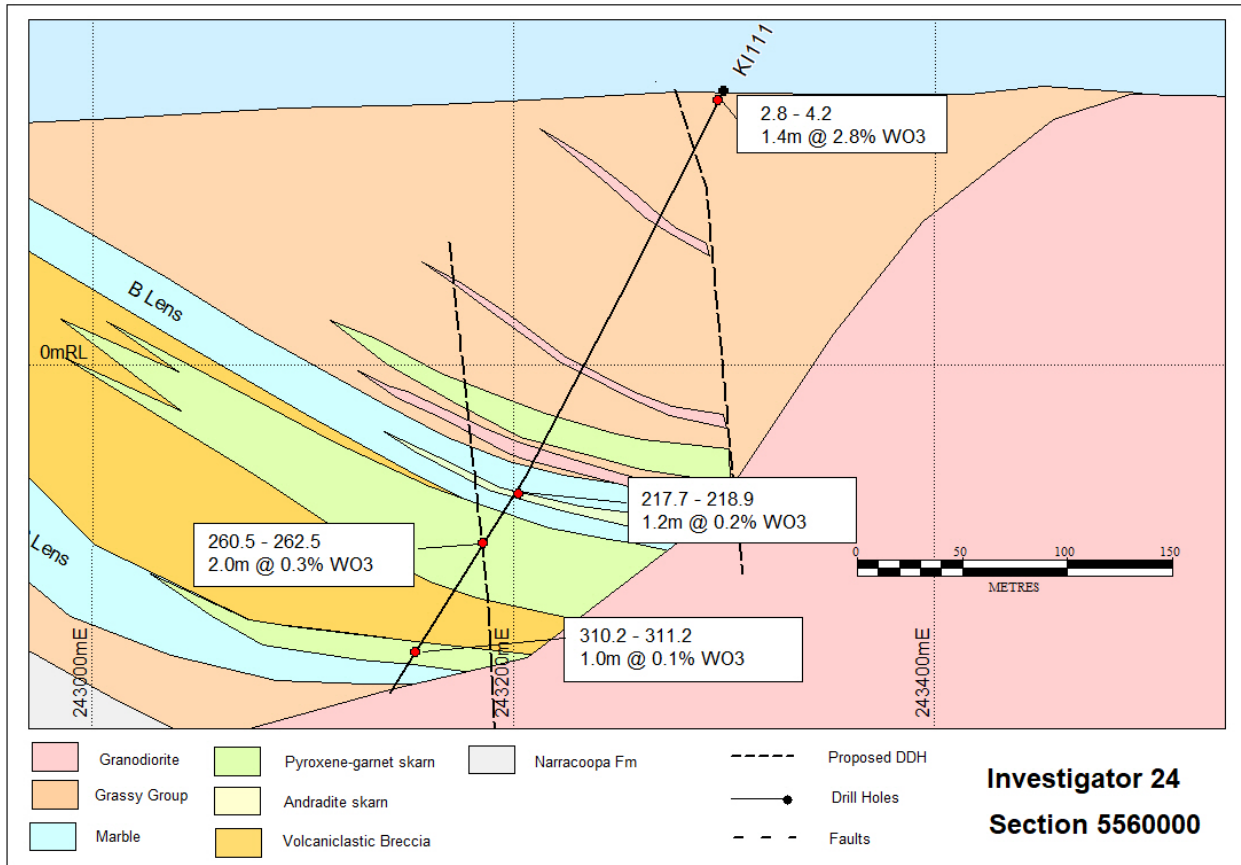 KI111
2.8 - 4.2
1.4m @ 2.8% WO3
B Lens
0mRL
217.7 - 218.9
1.2m @ 0.2% WO3
260.5 - 262.5
2.0m @ 0.3% WO3
Lens
0 50 100 150
METRES
310.2 - 311.2
1.0m @ 0.1% WO3
243000mE
243200mE
243400mE
Granodiorite
Pyroxene-garnet skarn
Narracoopa Fm
Proposed DDH
Grassy Group
Andradite skarn
Drill Holes
Marble
Volcaniclastic Breccia
Faults
Investigator 24
Section 5560000